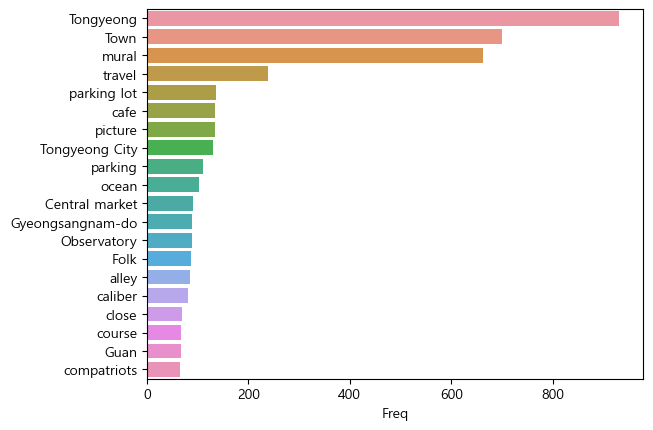 Tongyeong
Town
mural
travel
parking lot
cafe
picture
Tongyeong City
parking
ocean
Central market
Gyeongsangnam-do
Observatory
Folk
alley
caliber
close
course
Guan
compatriots
0 200 400 600 800
Freq